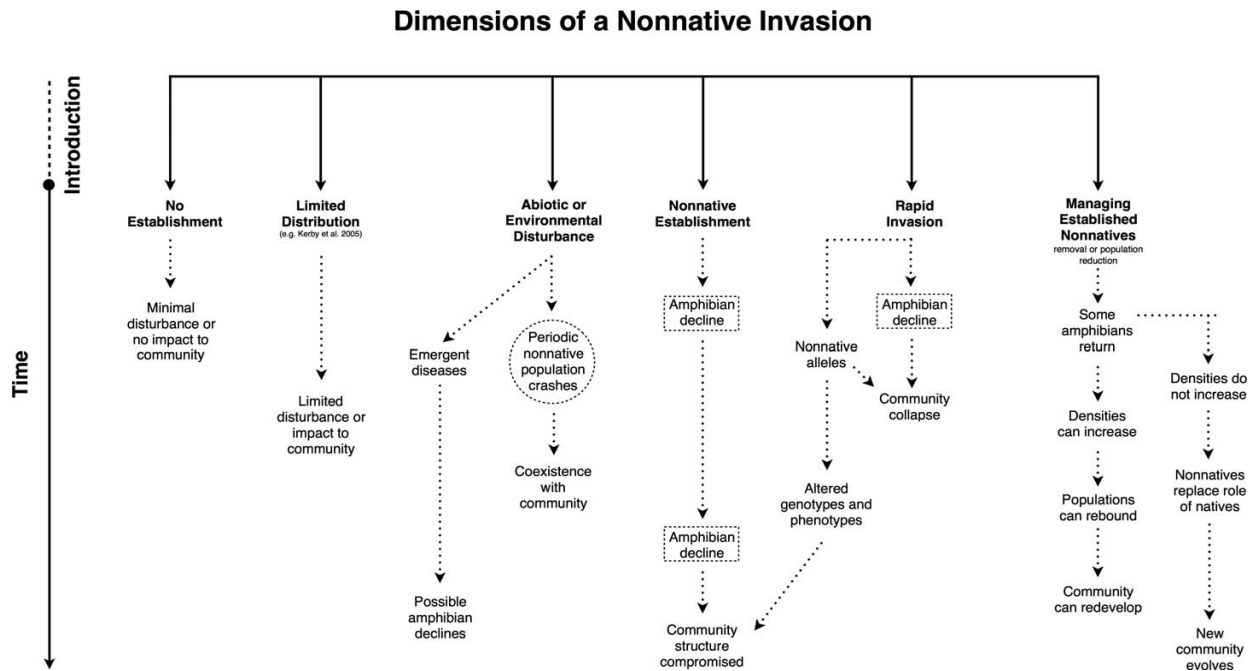 Dimensions of a Nonnative Invasion
Introduction
Time
No
Establishment
Minimal
disturbance or
no impact to
community
Limited
Distribution
(e.g. Kerby et al. 2005)
Limited
disturbance or
impact to
community
Abiotic or
Environmental
Disturbance
Emergent
diseases
Possible
amphibian
declines
Periodic
nonnative
population
crashes
Coexistence
with
community
Nonnative
Establishment
Amphibian
decline
Amphibian
decline
Community
structure
compromised
Rapid
Invasion
Nonnative
alleles
Altered
genotypes and
phenotypes
Amphibian
decline
Community
collapse
Managing
Established
Nonnatives
removal or population
reduction
Some
amphibians
return
Densities
can increase
Populations
can rebound
Community
can redevelop
Densities do
not increase
Nonnatives
replace role
of natives
New
community
evolves